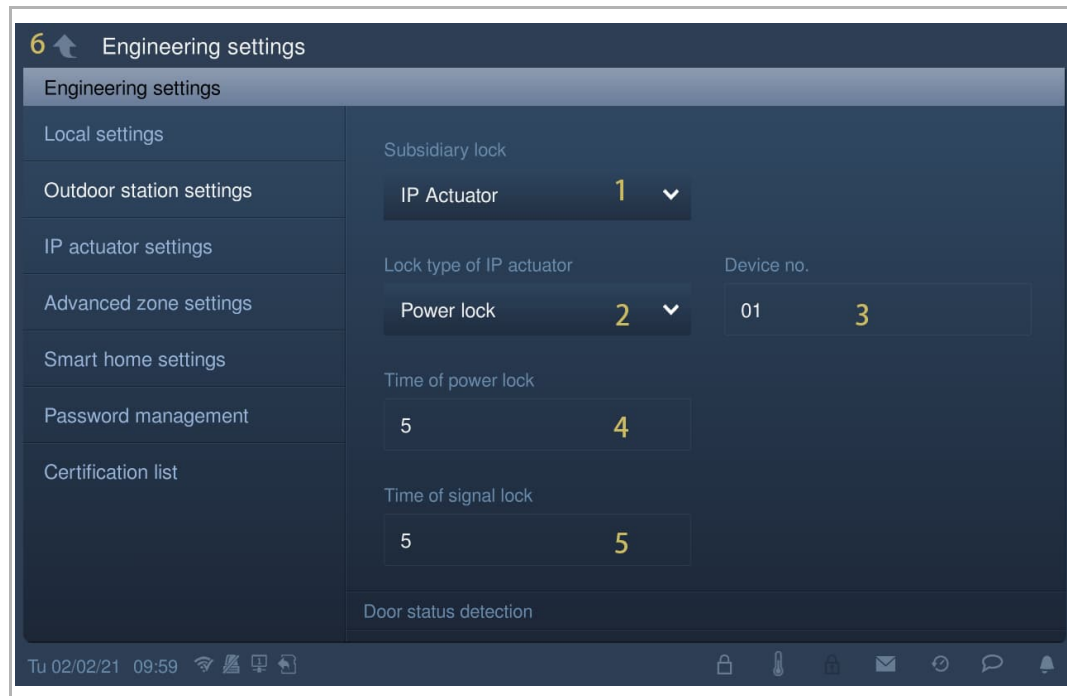 6 Engineering settings
Engineering settings
Local settings
Outdoor station settings
IP actuator settings
Advanced zone settings
Smart home settings
Password management
Certification list
Subsidiary lock
IP Actuator 1
Lock type of IP actuator Device no.
Power lock 2 01 3
Time of power lock
5 4
Time of signal lock
5 5
Door status detection
Tu 02/02/21 09:59